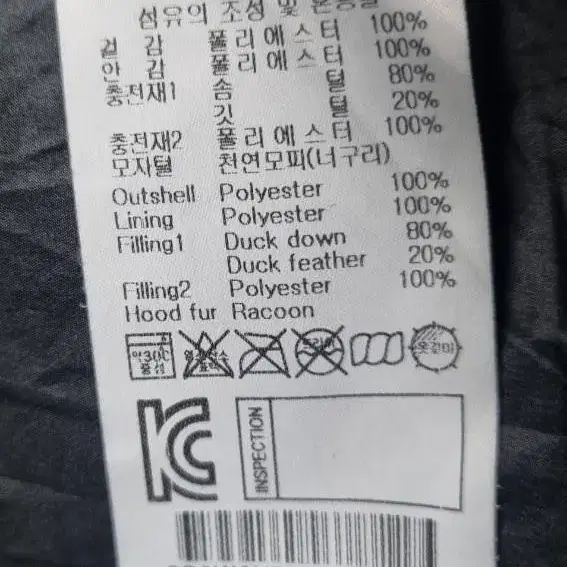 섬유의 조성 및 혼용율
겉 감 폴리에스터 100%
안 감 폴리에스터 100%
충전재1 솜 털 80%
깃 털 20%
충전재2 폴리에스터 100%
모자털 천연모피(너구리)
Outshell Polyester 100%
Lining Polyester 100%
Filling1 Duck down 80%
Duck feather 20%
Filling2 Polyester 100%
Hood fur Racoon
약30℃
중성
옷걸이
INSPECTION